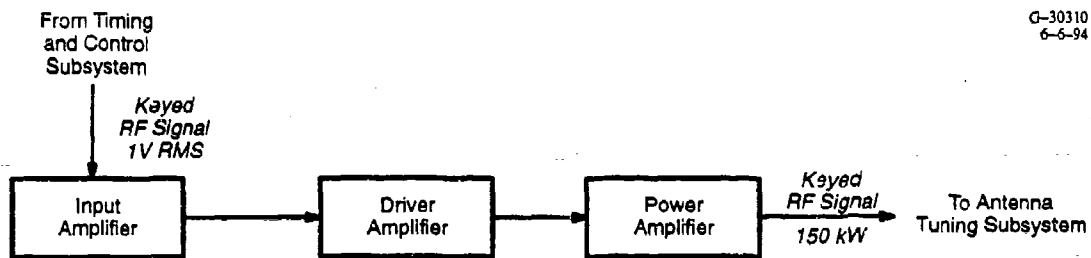 From Timing
and Control
Subsystem
G-30310
6-6-94
Keyed
RF Signal
1V RMS
Input
Amplifier
Driver
Amplifier
Power
Amplifier
Keyed
RF Signal
150 kW
To Antenna
Tuning Subsystem